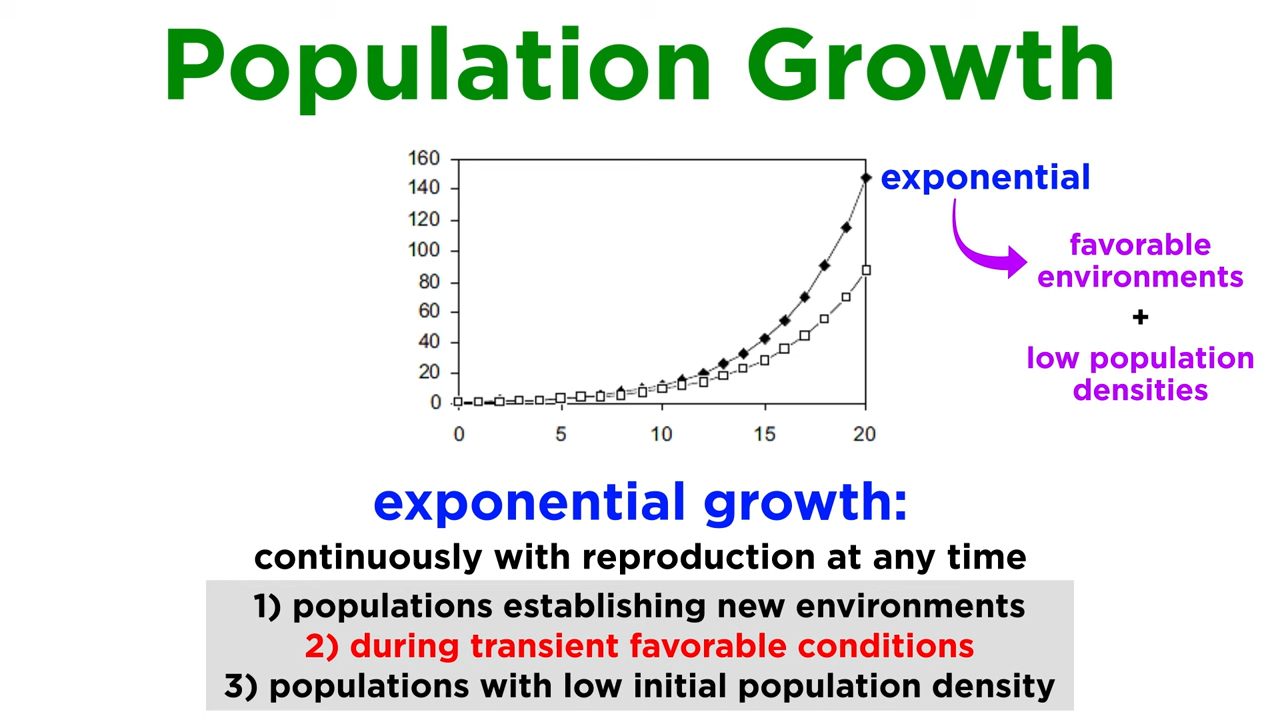 Population Growth
160
140
120
100
80
60
40
20
0
0 5 10 15 20
exponential
favorable
environments
+
low population
densities
exponential growth:
continuously with reproduction at any time
1) populations establishing new environments
2) during transient favorable conditions
3) populations with low initial population density